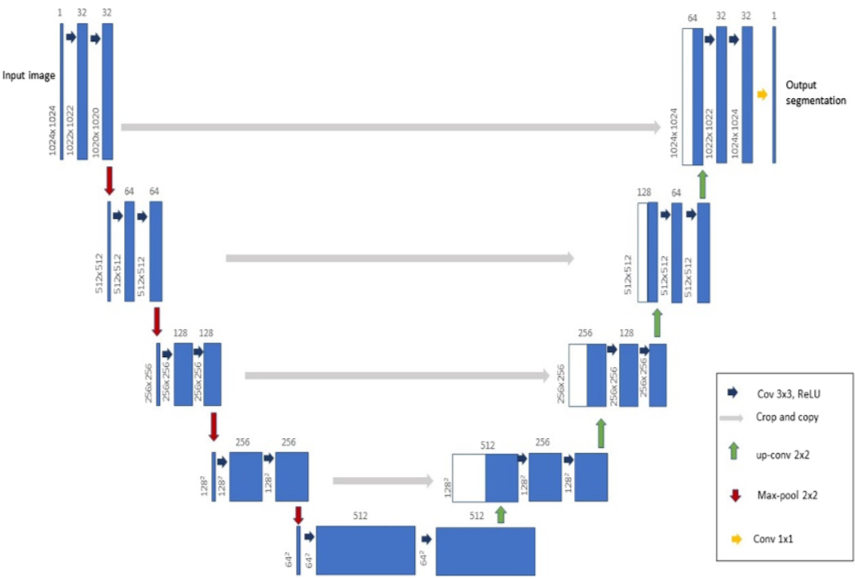 1 32 32
Input image
1024x1024
1022x1022
1020x1020
64 32 32 1
Output
segmentation
1024x1024
1022x1022
1024x1024
64 64
512x512
512x512
512x512
128 64
512x512
512x512
512x512
128 128
256x256
256x256
256x256
256 128
256x256
256x256
256x256
256 256
128²
128²
128²
512 256
128²
128²
128²
512 512
64²
64²
64²
Cov 3x3, ReLU
Crop and copy
up-conv 2x2
Max-pool 2x2
Conv 1x1